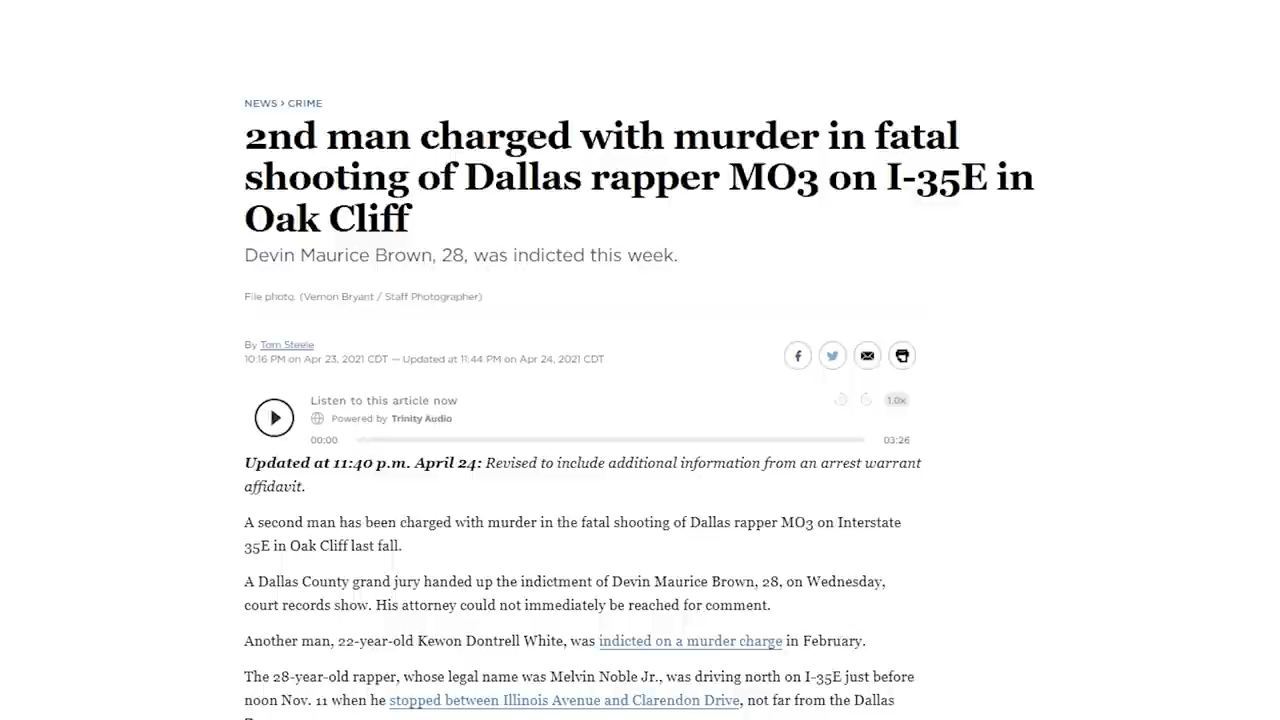 NEWS > CRIME
2nd man charged with murder in fatal
shooting of Dallas rapper MO3 on I-35E in
Oak Cliff
Devin Maurice Brown, 28, was indicted this week.
File photo. (Vernon Bryant / Staff Photographer)
By Tom Steele
10:16 PM on Apr 23, 2021 CDT — Updated at 11:44 PM on Apr 24, 2021 CDT
Listen to this article now
1.0x
Powered by Trinity Audio
00:00
03:26
Updated at 11:40 p.m. April 24: Revised to include additional information from an arrest warrant
affidavit.
A second man has been charged with murder in the fatal shooting of Dallas rapper MO3 on Interstate
35E in Oak Cliff last fall.
A Dallas County grand jury handed up the indictment of Devin Maurice Brown, 28, on Wednesday,
court records show. His attorney could not immediately be reached for comment.
Another man, 22-year-old Kewon Dontrell White, was indicted on a murder charge in February.
The 28-year-old rapper, whose legal name was Melvin Noble Jr., was driving north on I-35E just before
noon Nov. 11 when he stopped between Illinois Avenue and Clarendon Drive, not far from the Dallas